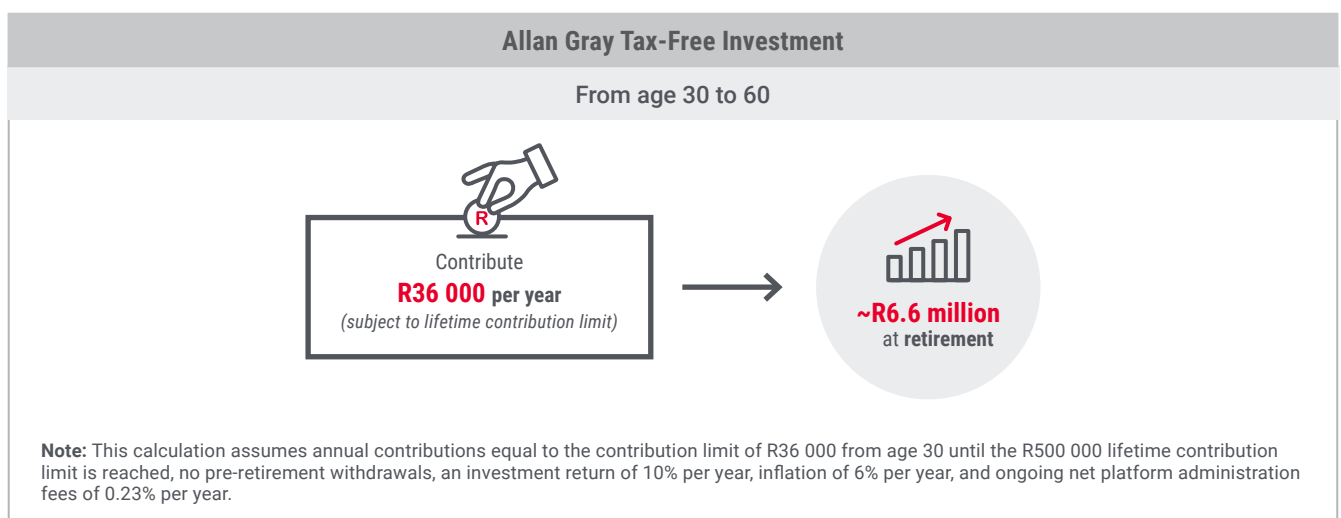 Allan Gray Tax-Free Investment
From age 30 to 60
R
Contribute
R36 000 per year
(subject to lifetime contribution limit)
~R6.6 million
at retirement
Note: This calculation assumes annual contributions equal to the contribution limit of R36 000 from age 30 until the R500 000 lifetime contribution
limit is reached, no pre-retirement withdrawals, an investment return of 10% per year, inflation of 6% per year, and ongoing net platform administration
fees of 0.23% per year.